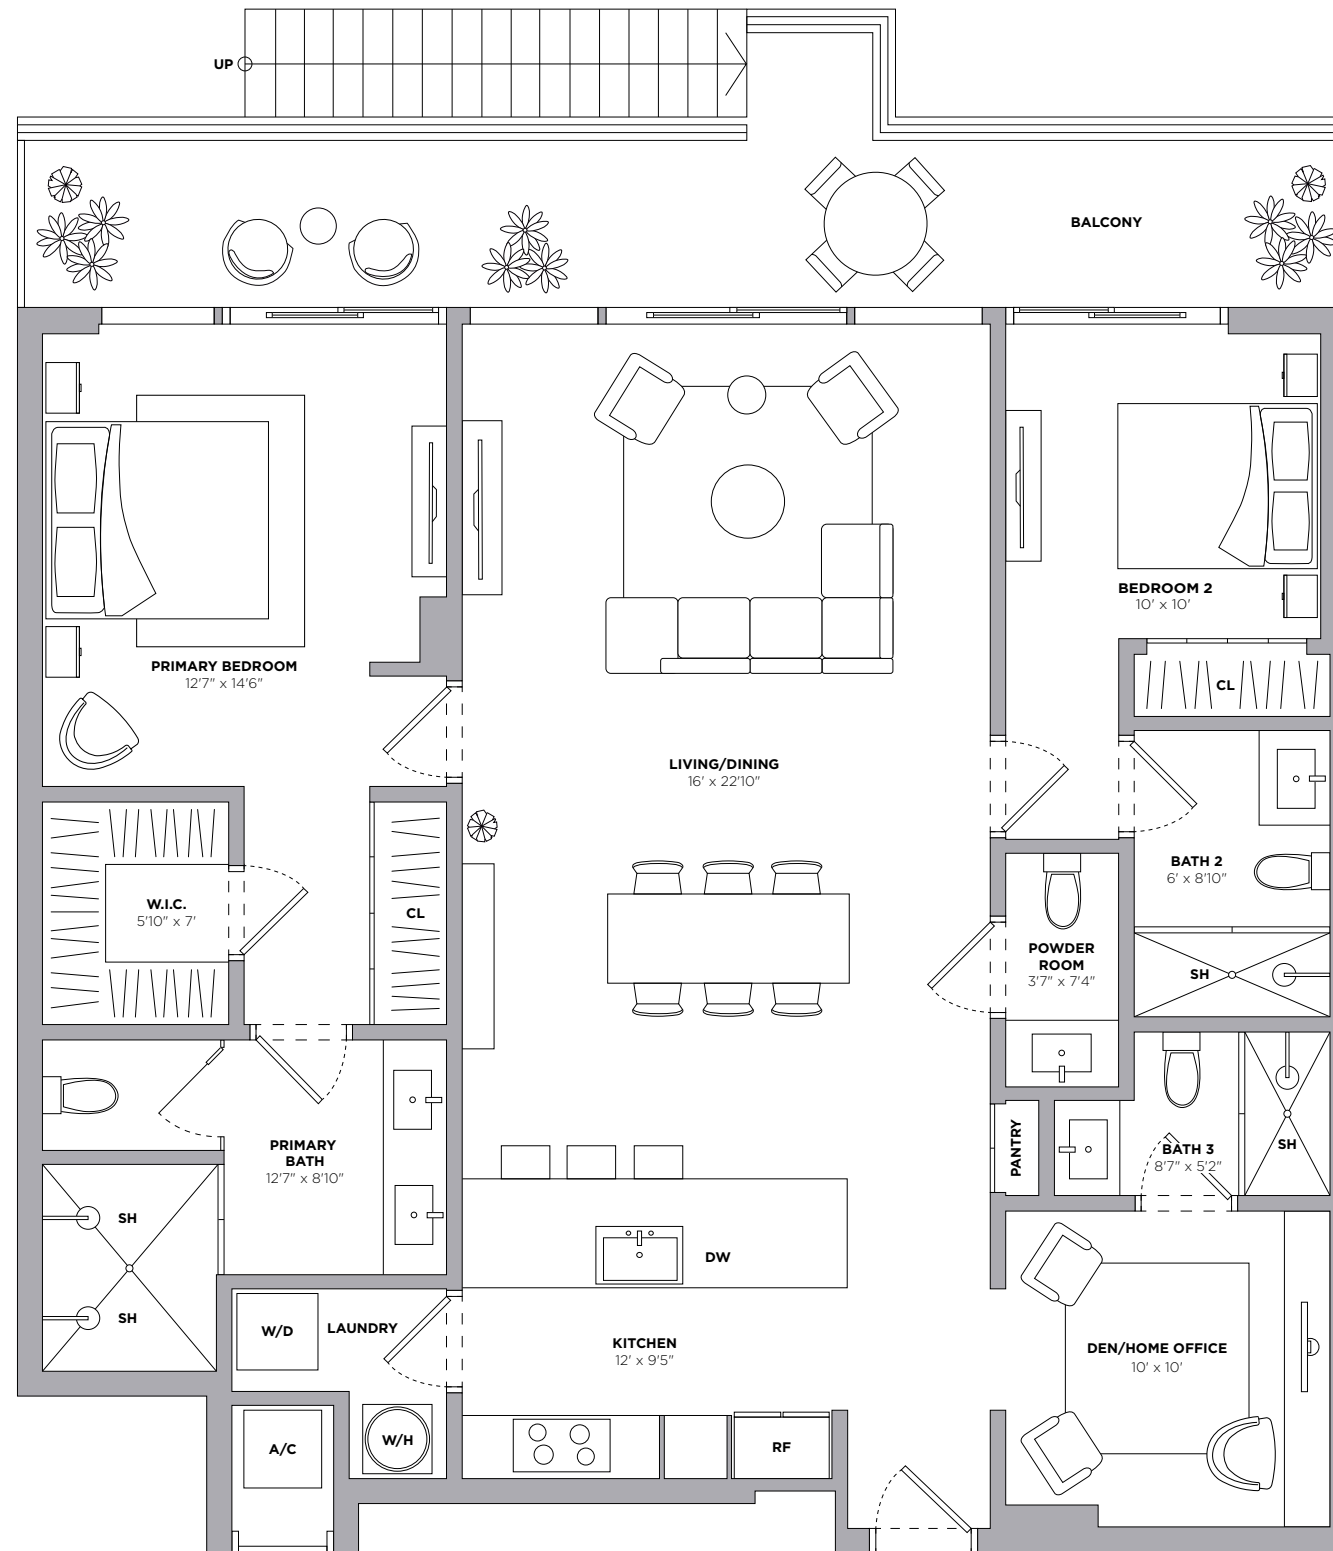 UP
BALCONY
BEDROOM 2
10' x 10'
PRIMARY BEDROOM
12'7" x 14'6"
CL
LIVING/DINING
16' x 22'10"
BATH 2
6' x 8'10"
W.I.C.
5'10" x 7'
CL
POWDER
ROOM
3'7" x 7'4"
SH
PRIMARY
BATH
12'7" x 8'10"
PANTRY
BATH 3
8'7" x 5'2"
SH
SH
SH
DW
W/D
LAUNDRY
KITCHEN
12' x 9'5"
DEN/HOME OFFICE
10' x 10'
A/C
W/H
RF